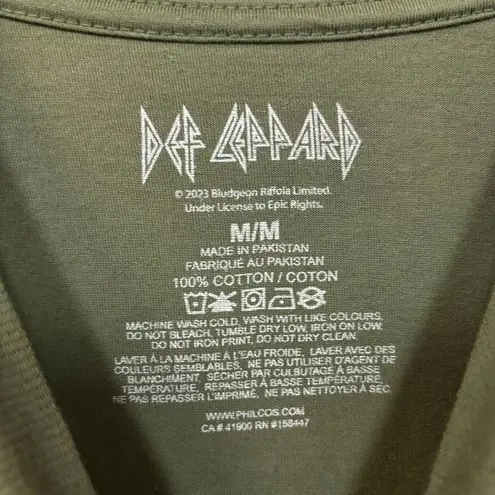 DEF LEPPARD
© 2023 Bludgeon Riffola Limited.
Under License to Epic Rights.
M/M
MADE IN PAKISTAN
FABRIQUÉ AU PAKISTAN
100% COTTON / COTON
MACHINE WASH COLD. WASH WITH LIKE COLOURS.
DO NOT BLEACH, TUMBLE DRY LOW, IRON ON LOW.
DO NOT IRON PRINT, DO NOT DRY CLEAN.
LAVER À LA MACHINE À L'EAU FROIDE, LAVER AVEC DES
COULEURS SEMBLABLES, NE PAS UTILISER D'AGENT DE
BLANCHIMENT, SÉCHER PAR CULBUTAGE À BASSE
TEMPÉRATURE, REPASSER À BASSE TEMPÉRATURE,
NE PAS REPASSER L'IMPRIMÉ, NE PAS NETTOYER À SEC.
WWW.PHILCOS.COM
CA # 41900 RN #158447